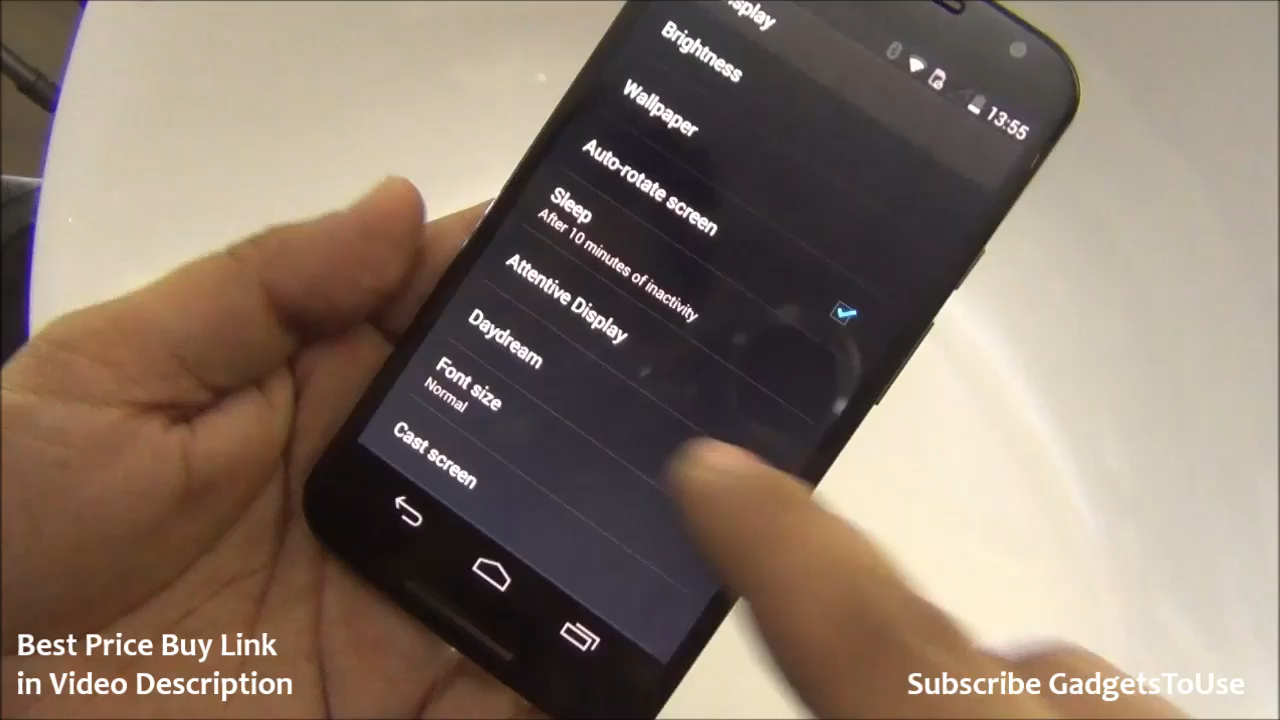 Brightness
13:55
Wallpaper
Auto-rotate screen
Sleep
After 10 minutes of inactivity
Attentive Display
Daydream
Font size
Normal
Cast screen
Best Price Buy Link
in Video Description
Subscribe GadgetsToUse